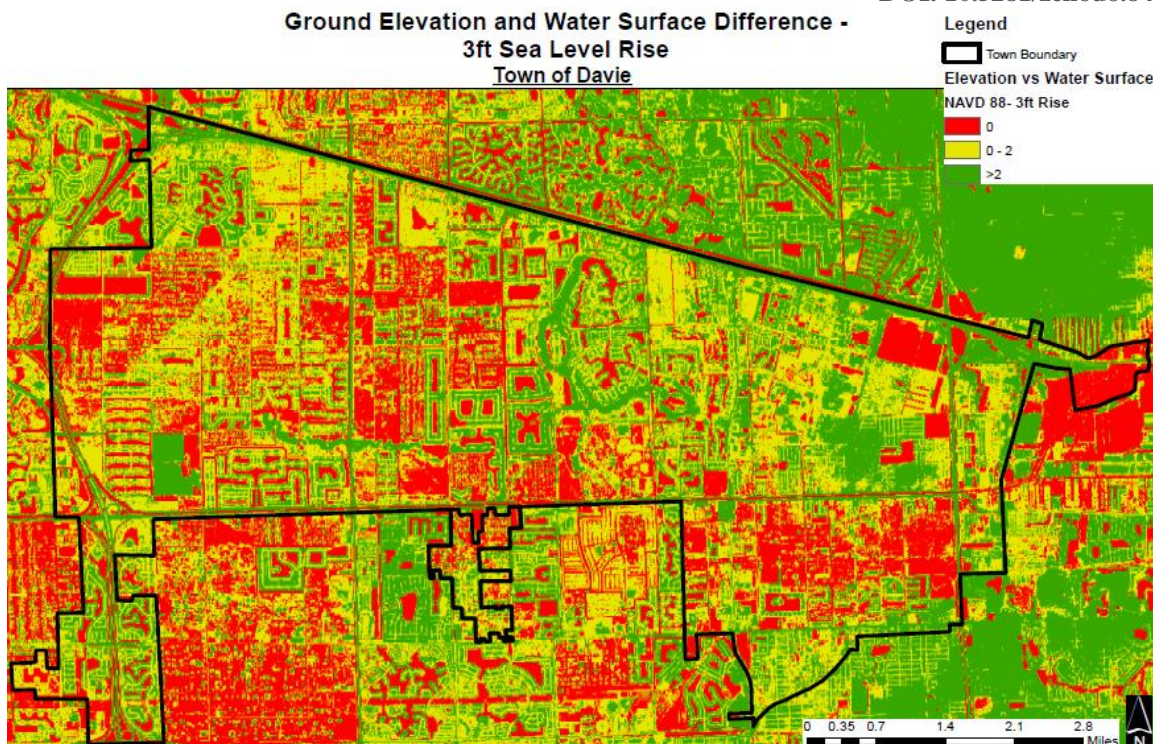 Ground Elevation and Water Surface Difference -
3ft Sea Level Rise
Town of Davie
Legend
Town Boundary
Elevation vs Water Surface
NAVD 88- 3ft Rise
0
0 - 2
>2
0 0.35 0.7 1.4 2.1 2.8
Miles
N